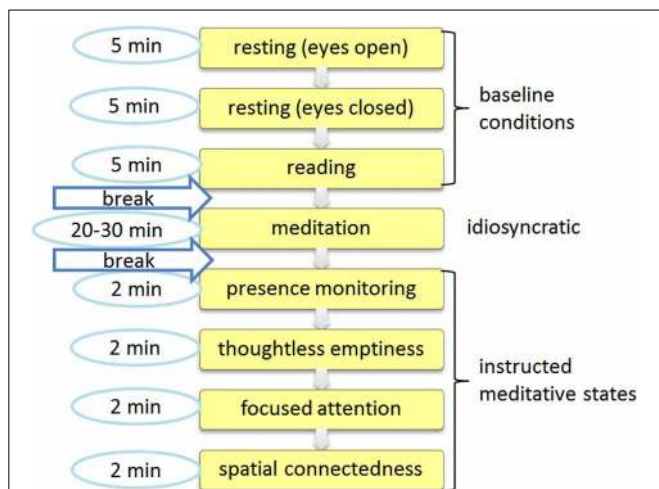 5 min
resting (eyes open)
5 min
resting (eyes closed)
baseline
conditions
5 min
reading
break
20-30 min
meditation
idiosyncratic
break
2 min
presence monitoring
2 min
thoughtless emptiness
instructed
meditative states
2 min
focused attention
2 min
spatial connectedness